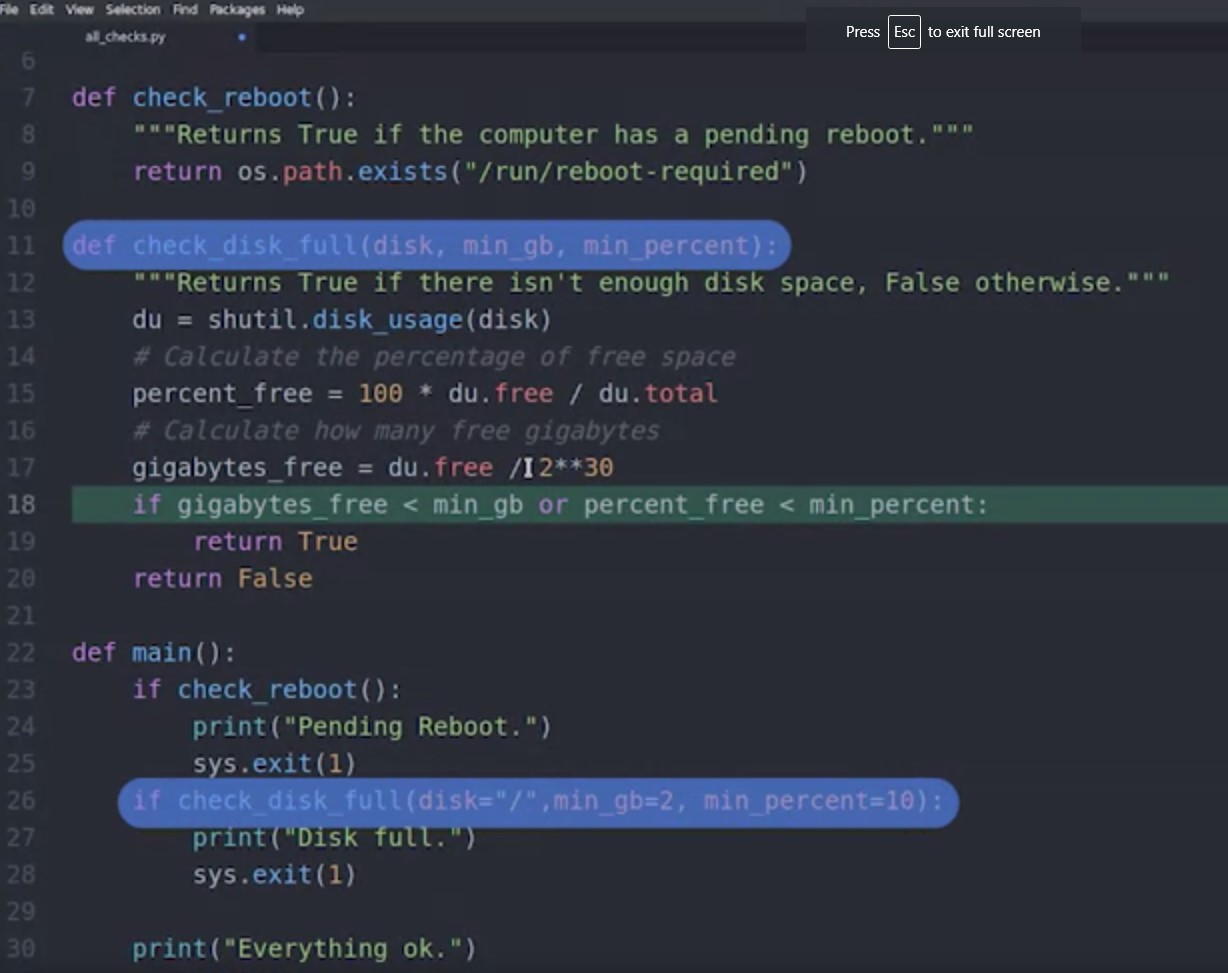 File Edit View Selection Find Packages Help
Press Esc to exit full screen
all_checks.py
6
7 def check_reboot():
8     """Returns True if the computer has a pending reboot."""
9     return os.path.exists("/run/reboot-required")
10
11 def check_disk_full(disk, min_gb, min_percent):
12     """Returns True if there isn't enough disk space, False otherwise."""
13     du = shutil.disk_usage(disk)
14     # Calculate the percentage of free space
15     percent_free = 100 * du.free / du.total
16     # Calculate how many free gigabytes
17     gigabytes_free = du.free / 2**30
18     if gigabytes_free < min_gb or percent_free < min_percent:
19         return True
20     return False
21
22 def main():
23     if check_reboot():
24         print("Pending Reboot.")
25         sys.exit(1)
26     if check_disk_full(disk="/",min_gb=2, min_percent=10):
27         print("Disk full.")
28         sys.exit(1)
29
30     print("Everything ok.")